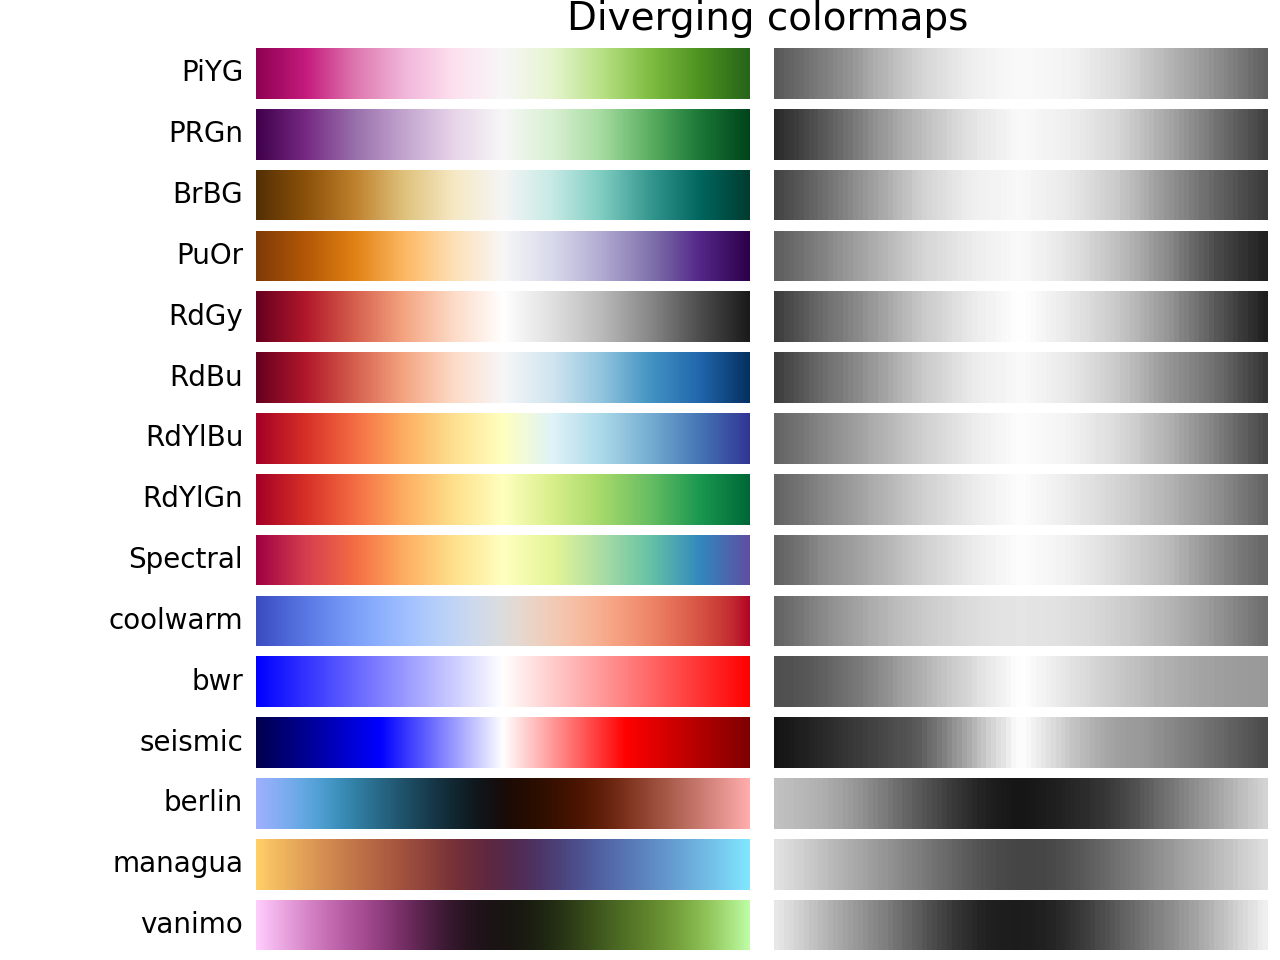 Diverging colormaps
PiYG
PRGn
BrBG
PuOr
RdGy
RdBu
RdYlBu
RdYlGn
Spectral
coolwarm
bwr
seismic
berlin
managua
vanimo